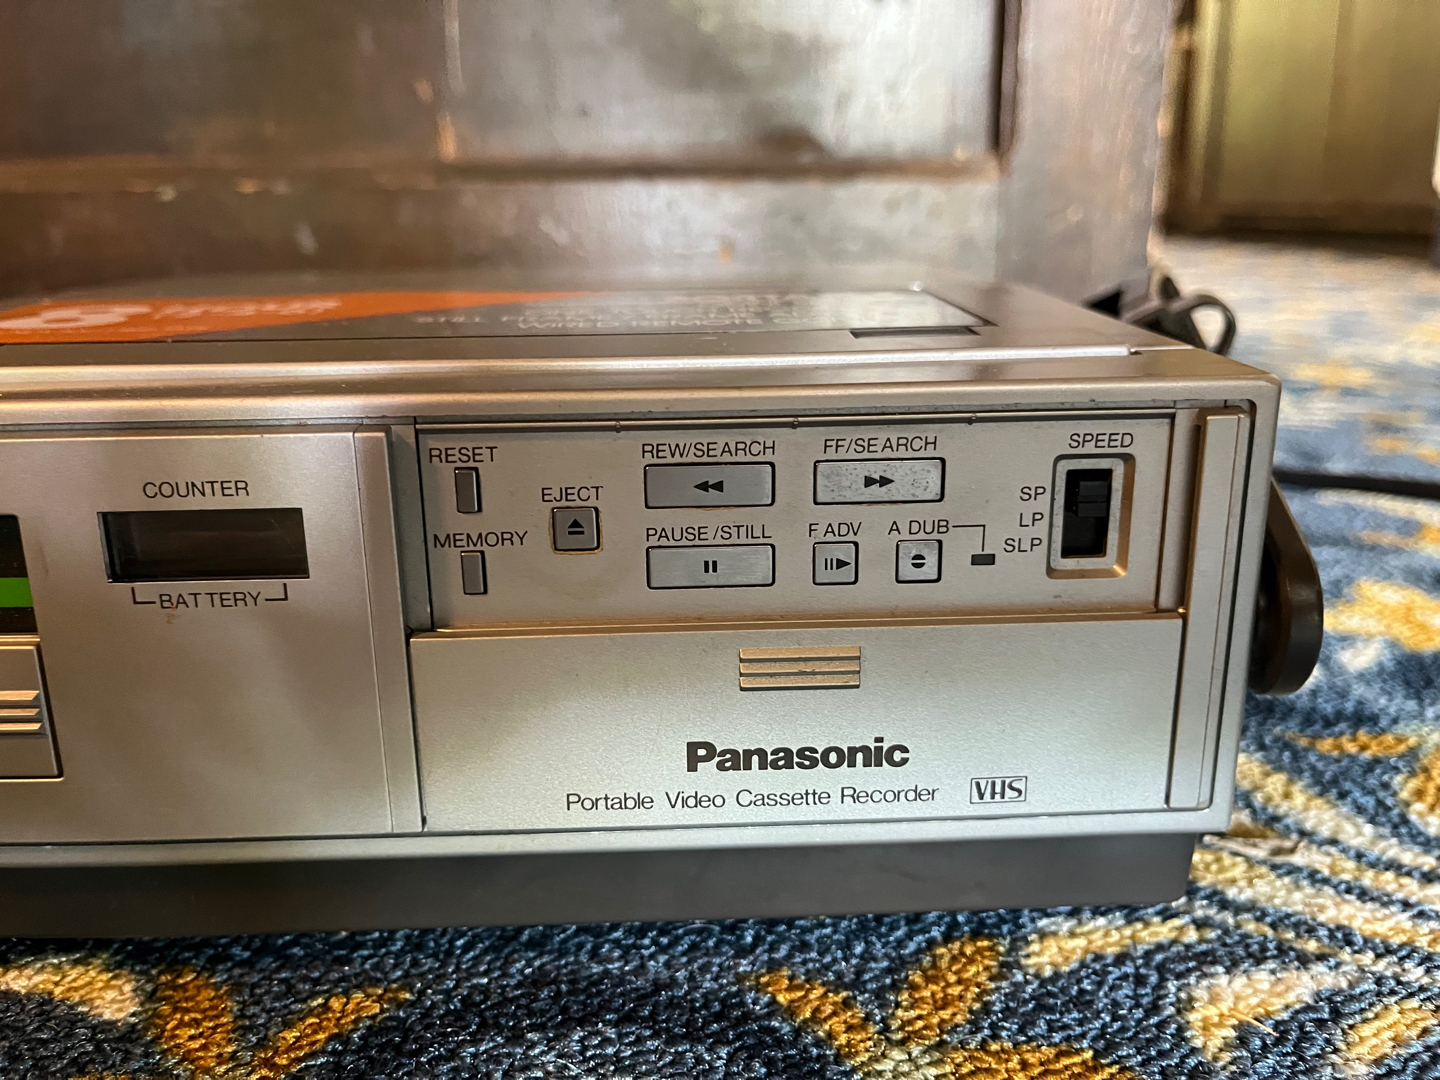 COUNTER
BATTERY
RESET
MEMORY
EJECT
REW/SEARCH
FF/SEARCH
PAUSE/STILL
F.ADV
A DUB
SPEED
SP
LP
SLP
Panasonic
Portable Video Cassette Recorder VHS